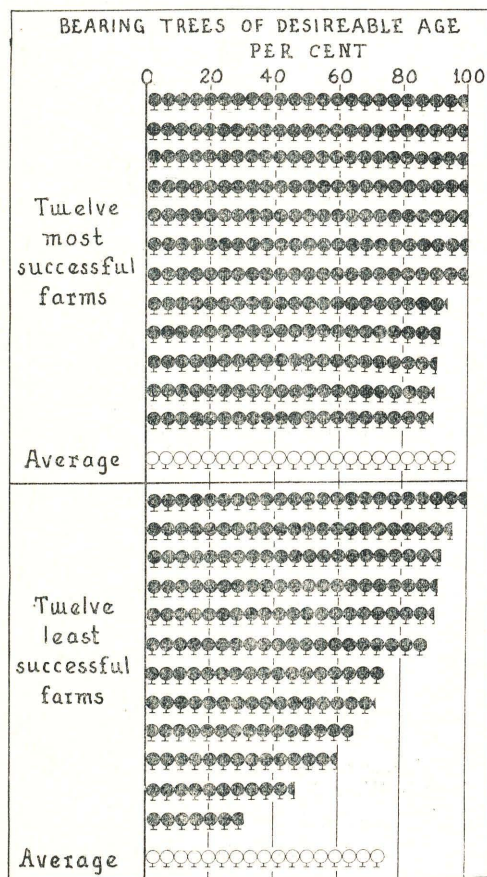 BEARING TREES OF DESIREABLE AGE
PER CENT
0 20 40 60 80 100
Twelve
most
successful
farms
Average
Twelve
least
successful
farms
Average